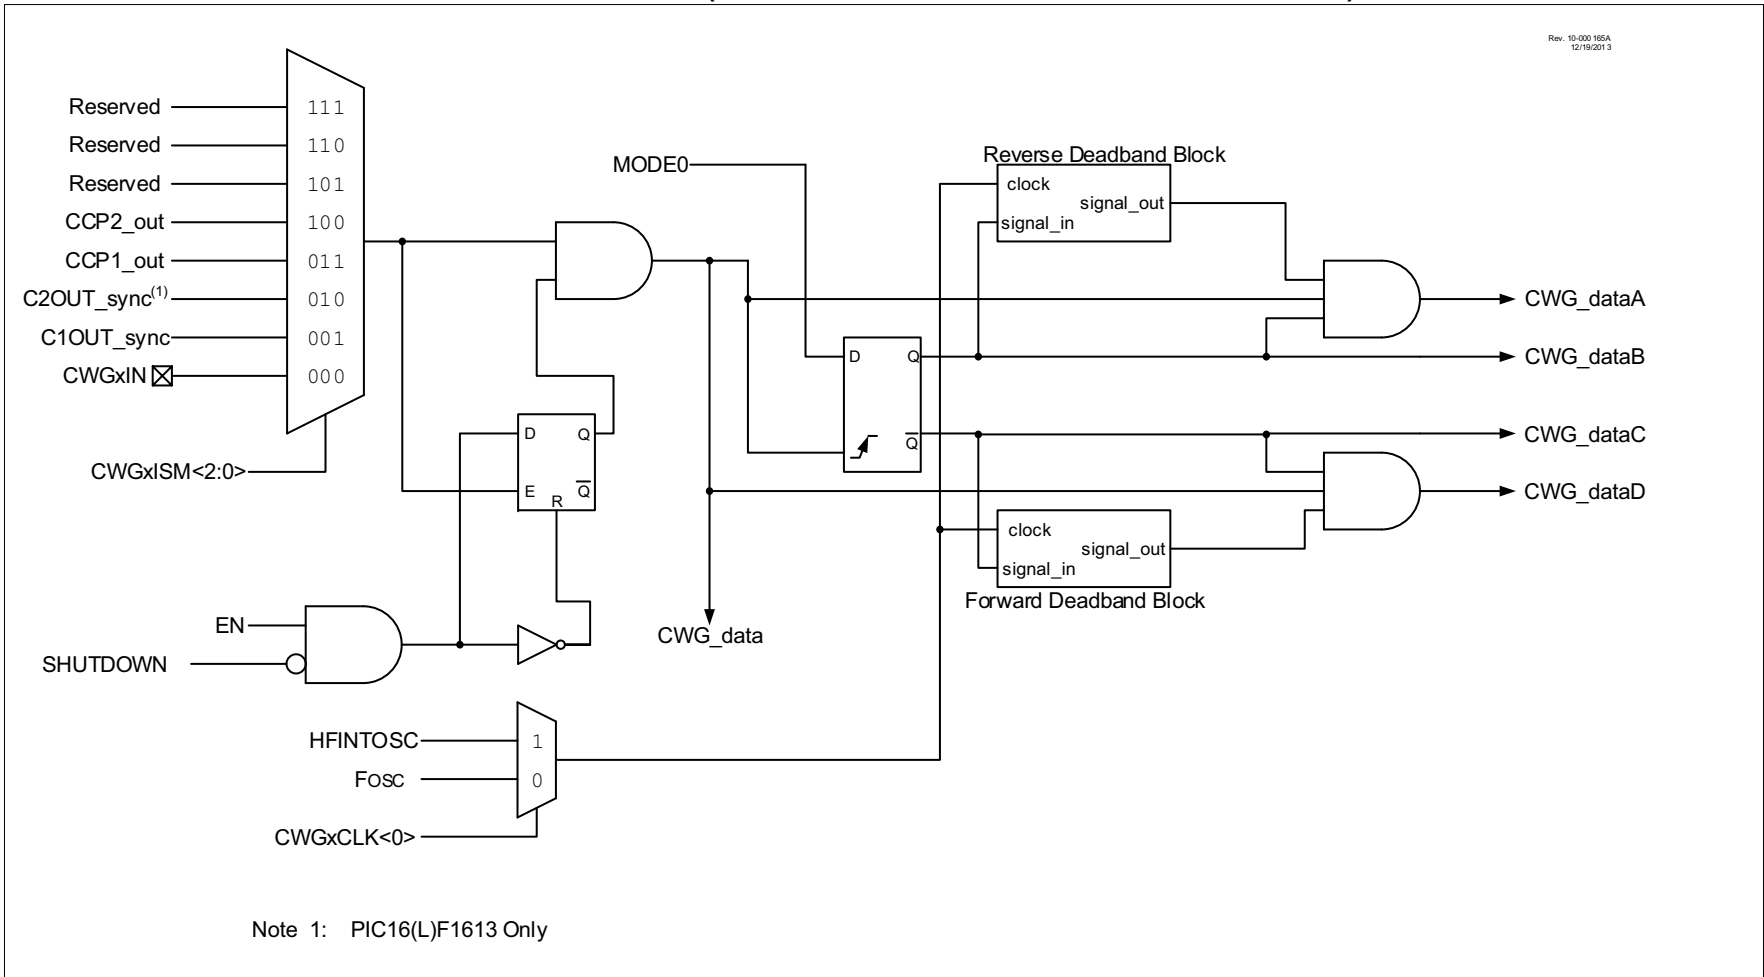 Rev. 10-000 165A
12/19/2013
Reserved
111
Reserved
110
Reserved
101
CCP2_out
100
CCP1_out
011
C2OUT_sync(1)
010
C1OUT_sync
001
CWGxIN
000
CWGxISM<2:0>
MODE0
D
Q
E
R
Q
D
Q
Q
Reverse Deadband Block
clock
signal_out
signal_in
clock
signal_out
signal_in
Forward Deadband Block
CWG_dataA
CWG_dataB
CWG_dataC
CWG_dataD
CWG_data
EN
SHUTDOWN
HFINTOSC
1
FOSC
0
CWGxCLK<0>
Note 1: PIC16(L)F1613 Only